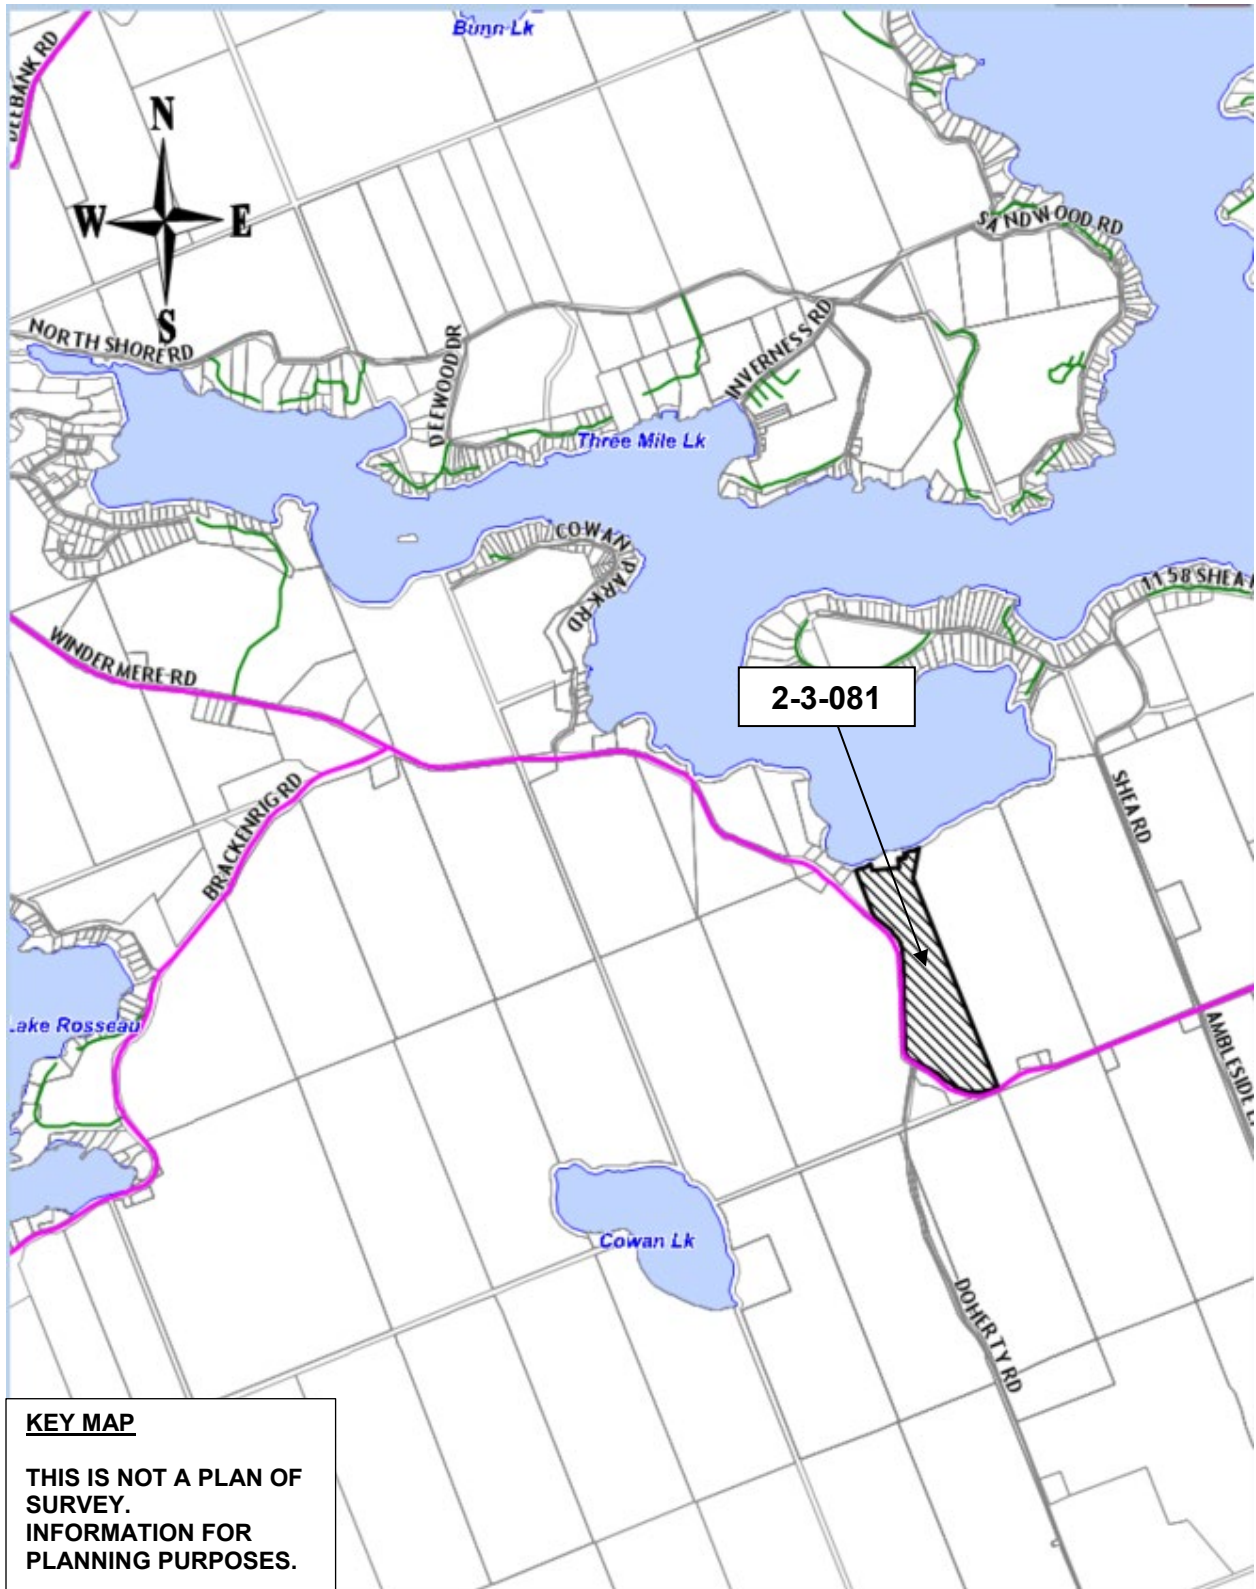 Bunn Lk
DEEBANK RD
N
W
E
S
SANDWOOD RD
NORTH SHORE RD
DEEWOOD DR
INVERNESS RD
Three Mile Lk
COWAN PARK RD
1158 SHEA
WINDERMERE RD
2-3-081
BRACKENRIG RD
SHEA RD
Lake Rosseau
AMBLESIDE
Cowan Lk
DOHERTY RD
KEY MAP
THIS IS NOT A PLAN OF
SURVEY.
INFORMATION FOR
PLANNING PURPOSES.